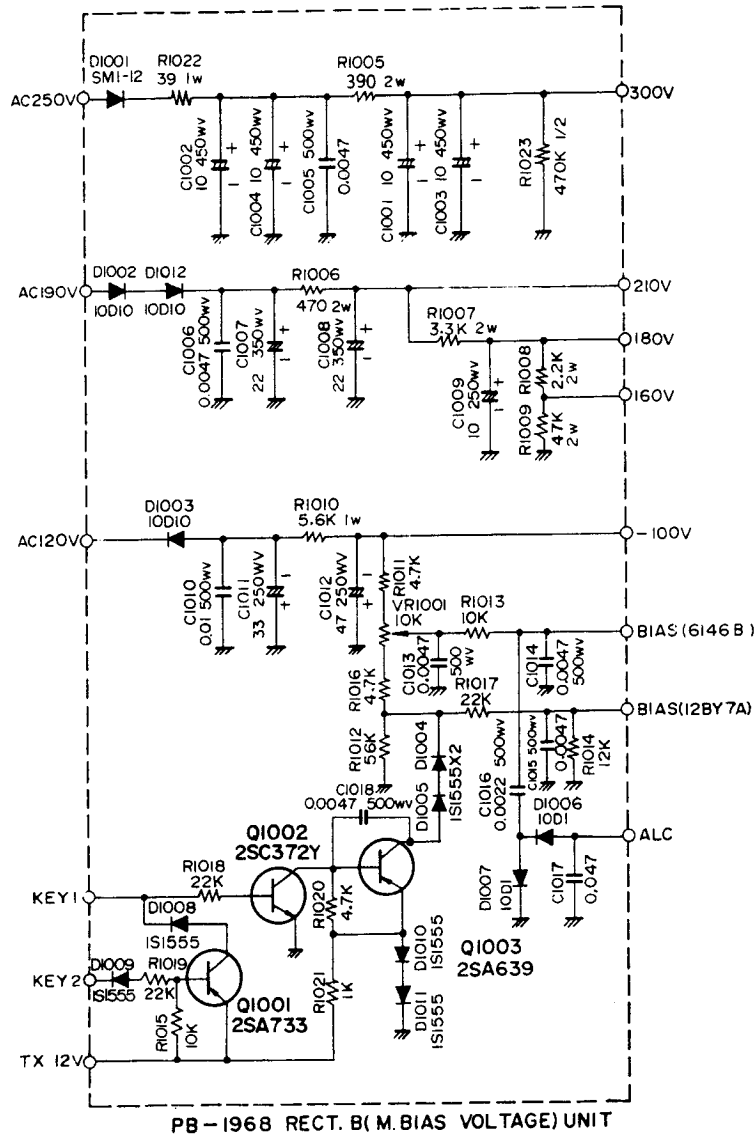 D1001
SM1-12
R1022
39 1w
R1005
390 2w
AC250V
300V
C1002
10 450wv
+
−
C1004 10 450wv
+
−
C1005 500wv
0.0047
C1001 10 450wv
+
−
C1003 10 450wv
+
−
R1023
470K 1/2
D1002
10D10
D1012
10D10
R1006
470 2w
AC190V
210V
C1006
0.0047 500wv
C1007
22 350wv
+
−
C1008
22 350wv
+
−
R1007
3.3K 2w
180V
C1009
10 250wv
+
−
R1008
2.2K
2w
160V
R1009
47K
2w
D1003
10D10
R1010
5.6K 1w
AC120V
-100V
C1010
0.01 500wv
C1011
33 250wv
−
+
C1012
47 250wv
−
+
R1011
4.7K
VR1001
10K
R1013
10K
BIAS(6146B)
C1013
0.0047
500
wv
C1014
0.0047
500wv
R1016
4.7K
R1017
22K
BIAS(12BY7A)
R1012
56K
D1004
D1005
1S1555X2
C1016
0.0022 500wv
C1015 500wv
0.0047
R1014
12K
C1018
0.0047 500wv
D1006
10D1
ALC
D1007
10D1
C1017
0.047
Q1002
2SC372Y
R1018
22K
KEY1
R1020
4.7K
D1008
1S1555
Q1003
2SA639
D1010
1S1555
D1009
1S1555
R1019
22K
KEY2
Q1001
2SA733
R1021
1K
D1011
1S1555
R1015
10K
TX 12V
PB-1968 RECT. B(M.BIAS VOLTAGE) UNIT